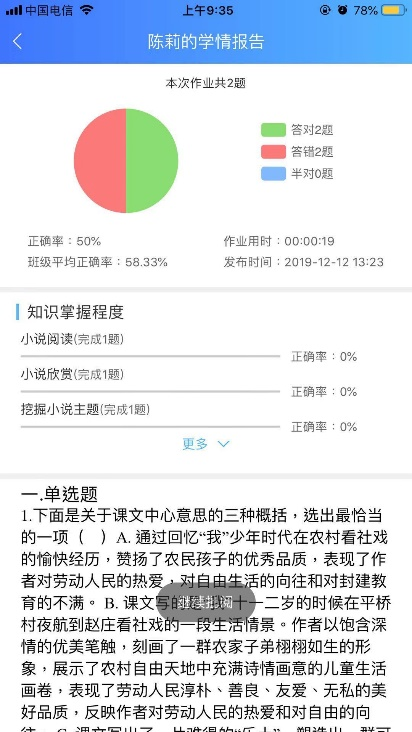 中国电信 上午9:35 78%
陈莉的学情报告
本次作业共2题
答对2题
答错2题
半对0题
正确率：50% 作业用时：00:00:19
班级平均正确率：58.33% 发布时间：2019-12-12 13:23
知识掌握程度
小说阅读(完成1题)
正确率：0%
小说欣赏(完成1题)
正确率：0%
挖掘小说主题(完成1题)
正确率：0%
更多
一.单选题
1.下面是关于课文中心意思的三种概括，选出最恰当
的一项（ ）A. 通过回忆“我”少年时代在农村看社戏
的愉快经历，赞扬了农民孩子的优秀品质，表现了作
者对劳动人民的热爱，对自由生活的向往和对封建教
育的不满。 B. 课文写的 十一二岁的时候在平桥
继续批阅
村夜航到赵庄看社戏的一段生活情景。作者以饱含深
情的优美笔触，刻画了一群农家子弟栩栩如生的形
象，展示了农村自由天地中充满诗情画意的儿童生活
画卷，表现了劳动人民淳朴、善良、友爱、无私的美
好品质，反映作者对劳动人民的热爱和对自由的向